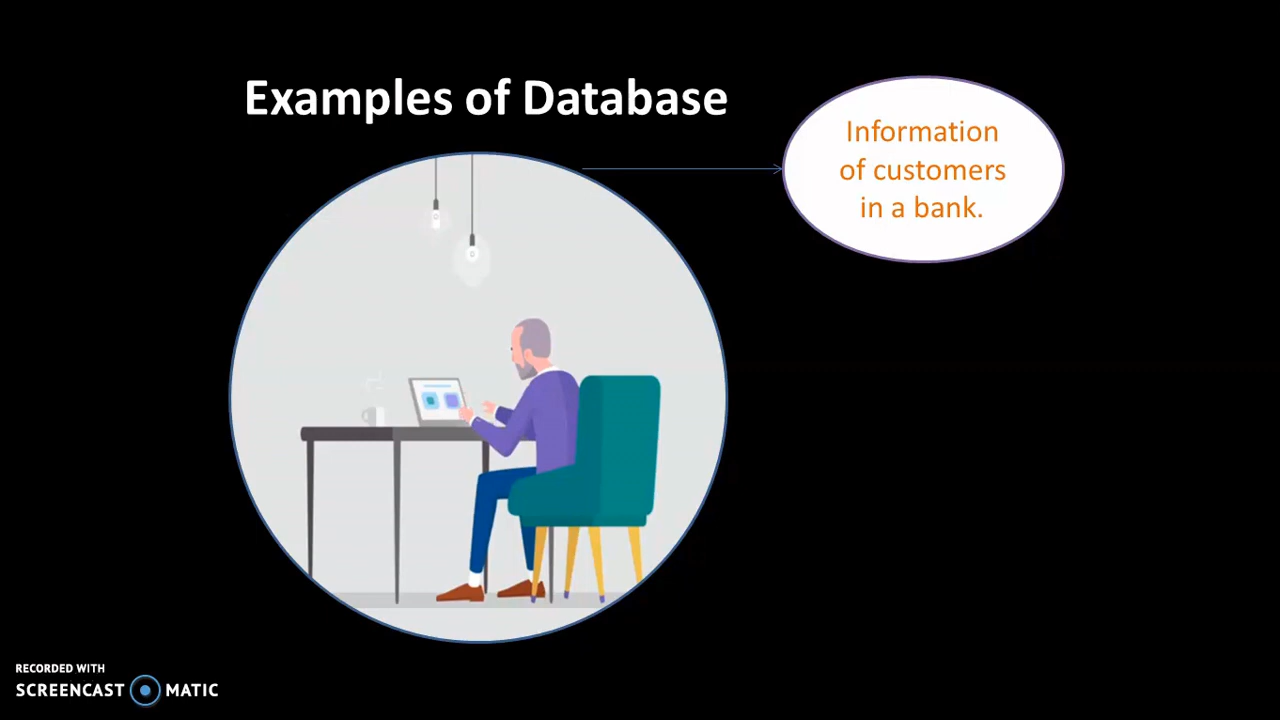 Examples of Database
Information
of customers
in a bank.
RECORDED WITH
SCREENCAST MATIC